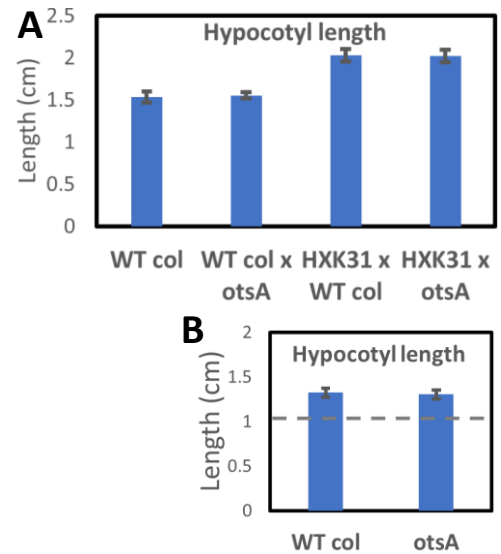 A
Hypocotyl length
Length (cm)
2.5
2
1.5
1
0.5
0
WT col
WT col x
otsA
HXK31 x
WT col
HXK31 x
otsA
B
Hypocotyl length
Length (cm)
2
1.5
1
0.5
0
WT col
otsA